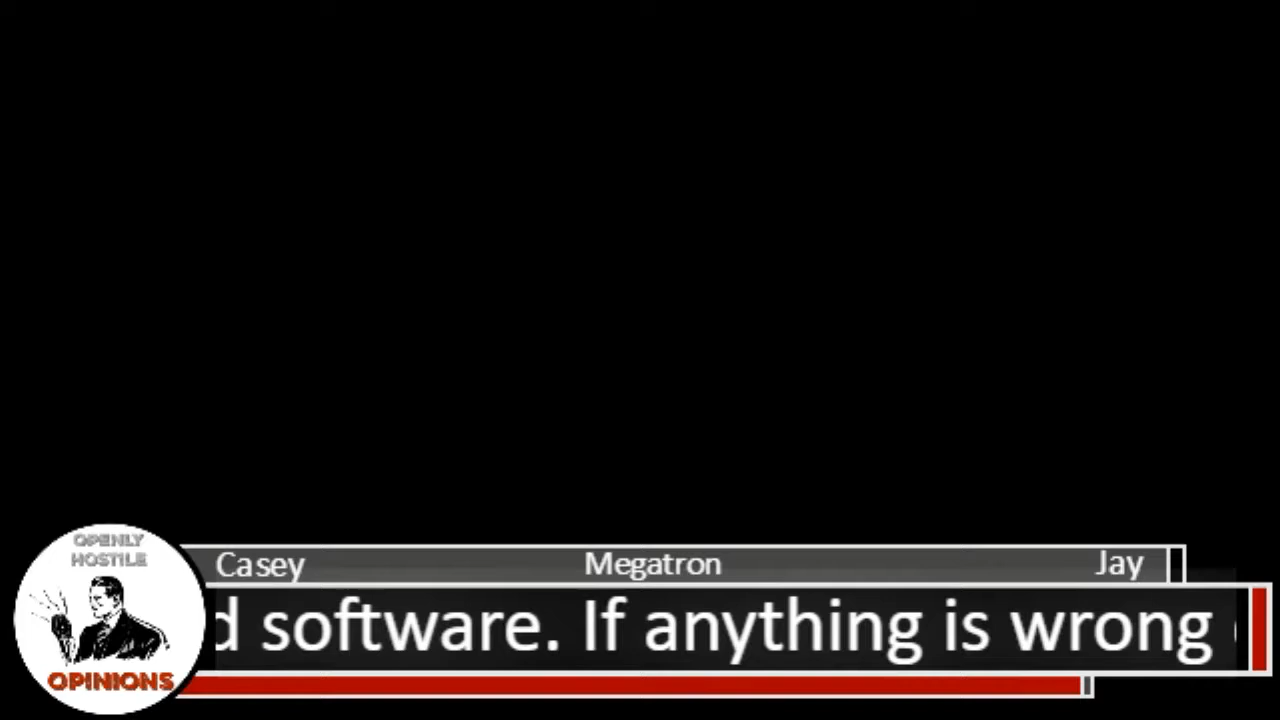 OPENLY
HOSTILE
OPINIONS
Casey Megatron Jay
d software. If anything is wrong